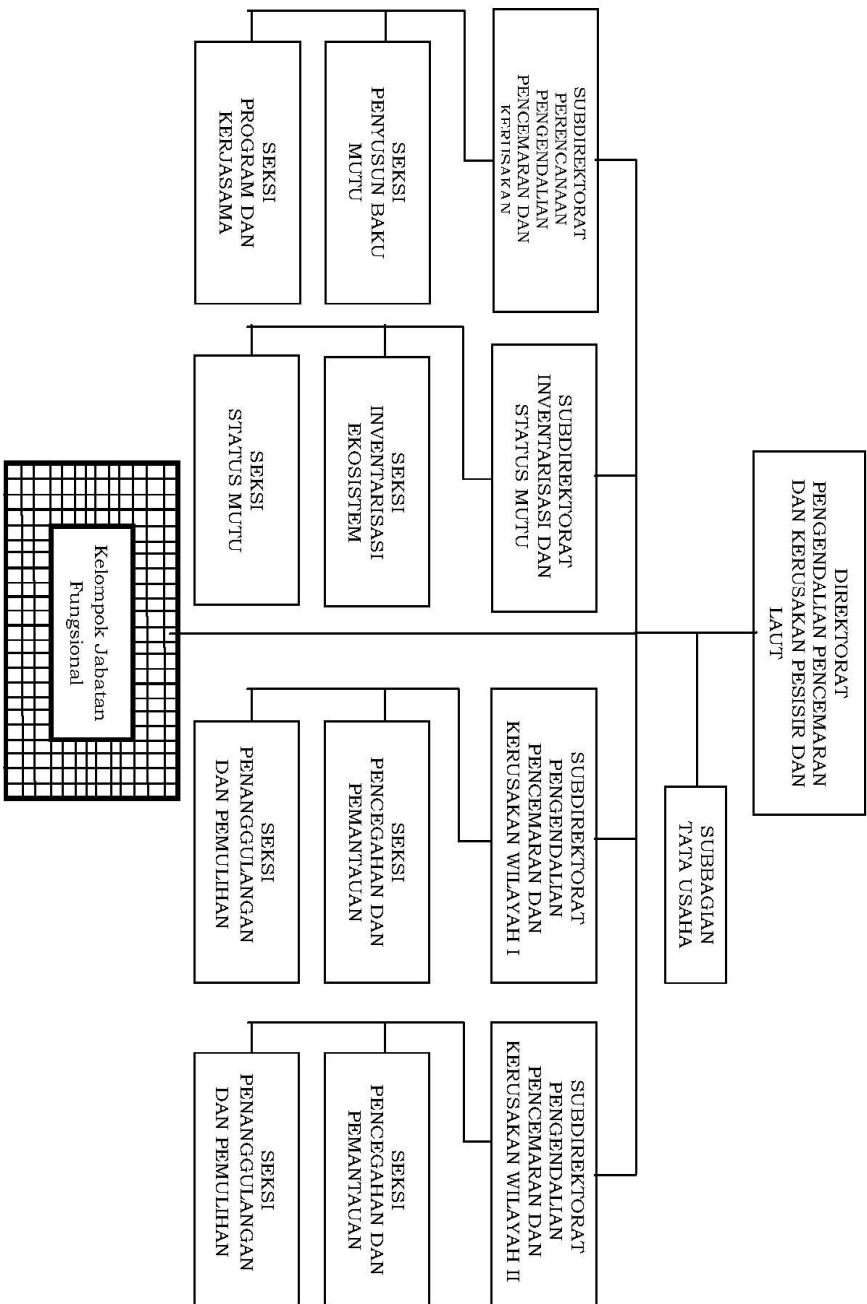 DIREKTORAT
PENGENDALIAN PENCEMARAN
DAN KERUSAKAN PESISIR DAN
LAUT
SUBBAGIAN
TATA USAHA
SUBDIREKTORAT
PERENCANAAN
PENGENDALIAN
PENCEMARAN DAN
KERUSAKAN
SUBDIREKTORAT
INVENTARISASI DAN
STATUS MUTU
SUBDIREKTORAT
PENGENDALIAN
PENCEMARAN DAN
KERUSAKAN WILAYAH I
SUBDIREKTORAT
PENGENDALIAN
PENCEMARAN DAN
KERUSAKAN WILAYAH II
SEKSI
PENYUSUN BAKU
MUTU
SEKSI
INVENTARISASI
EKOSISTEM
SEKSI
PENCEGAHAN DAN
PEMANTAUAN
SEKSI
PENCEGAHAN DAN
PEMANTAUAN
SEKSI
PROGRAM DAN
KERJASAMA
SEKSI
STATUS MUTU
SEKSI
PENANGGULANGAN
DAN PEMULIHAN
SEKSI
PENANGGULANGAN
DAN PEMULIHAN
Kelompok Jabatan
Fungsional